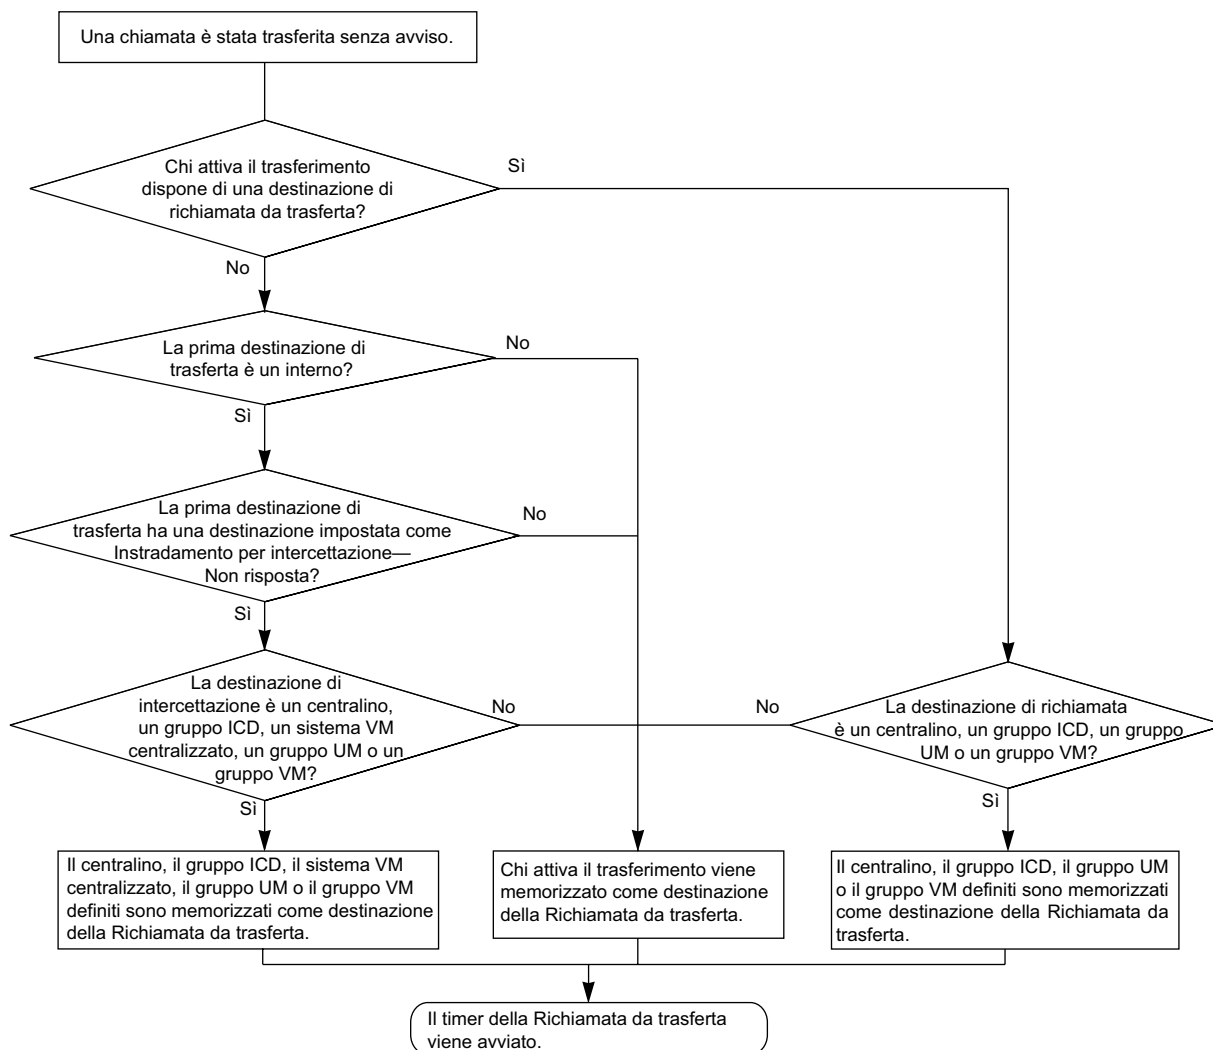 Una chiamata è stata trasferita senza avviso.
Chi attiva il trasferimento
dispone di una destinazione di
richiamata da trasferta?
Sì
No
La prima destinazione di
trasferta è un interno?
No
Sì
La prima destinazione di
trasferta ha una destinazione impostata come
Instradamento per intercettazione—
Non risposta?
No
Sì
La destinazione di
intercettazione è un centralino,
un gruppo ICD, un sistema VM
centralizzato, un gruppo UM o un
gruppo VM?
No
Sì
No
La destinazione di richiamata
è un centralino, un gruppo ICD, un gruppo
UM o un gruppo VM?
Sì
Il centralino, il gruppo ICD, il sistema VM
centralizzato, il gruppo UM o il gruppo VM
definiti sono memorizzati come destinazione
della Richiamata da trasferta.
Chi attiva il trasferimento viene
memorizzato come destinazione
della Richiamata da trasferta.
Il centralino, il gruppo ICD, il gruppo UM
o il gruppo VM definiti sono memorizzati
come destinazione della Richiamata da
trasferta.
Il timer della Richiamata da trasferta
viene avviato.